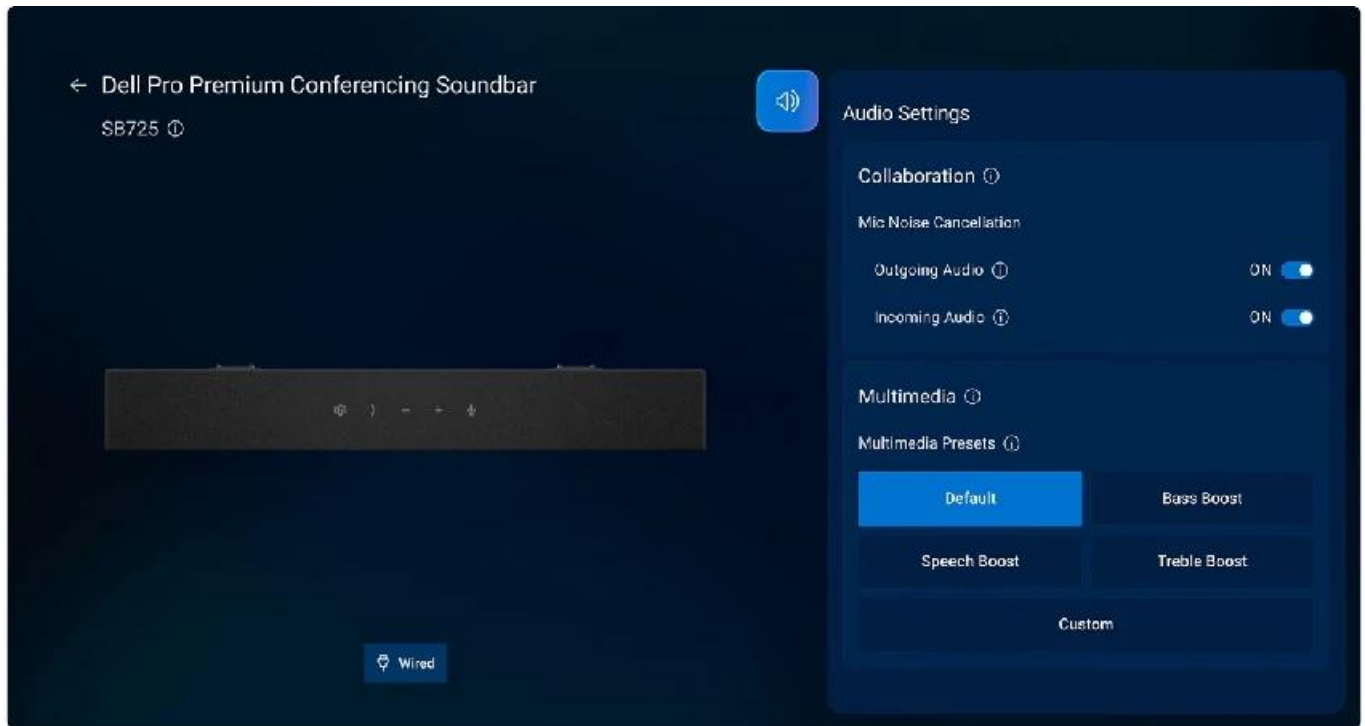 Dell Pro Premium Conferencing Soundbar
SB725
Audio Settings
Collaboration
Mic Noise Cancellation
Outgoing Audio ON
Incoming Audio ON
Multimedia
Multimedia Presets
Default Bass Boost
Speech Boost Treble Boost
Custom
Wired